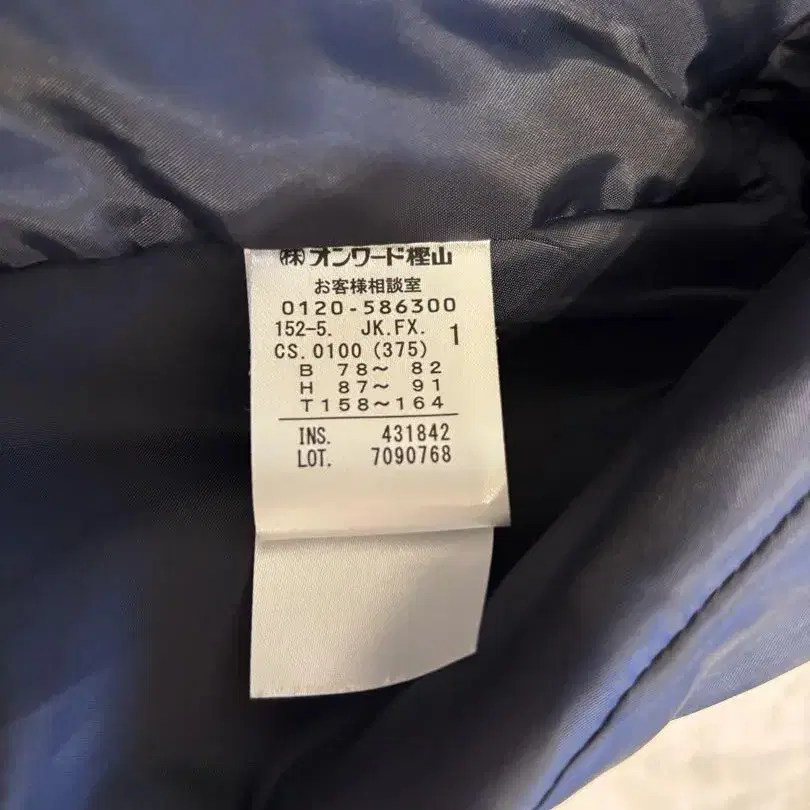 ㈱オンワード樫山
お客様相談室
0120-586300
152-5. JK.FX. 1
CS.0100 (375)
B 78〜 82
H 87〜 91
T158〜164
INS. 431842
LOT. 7090768